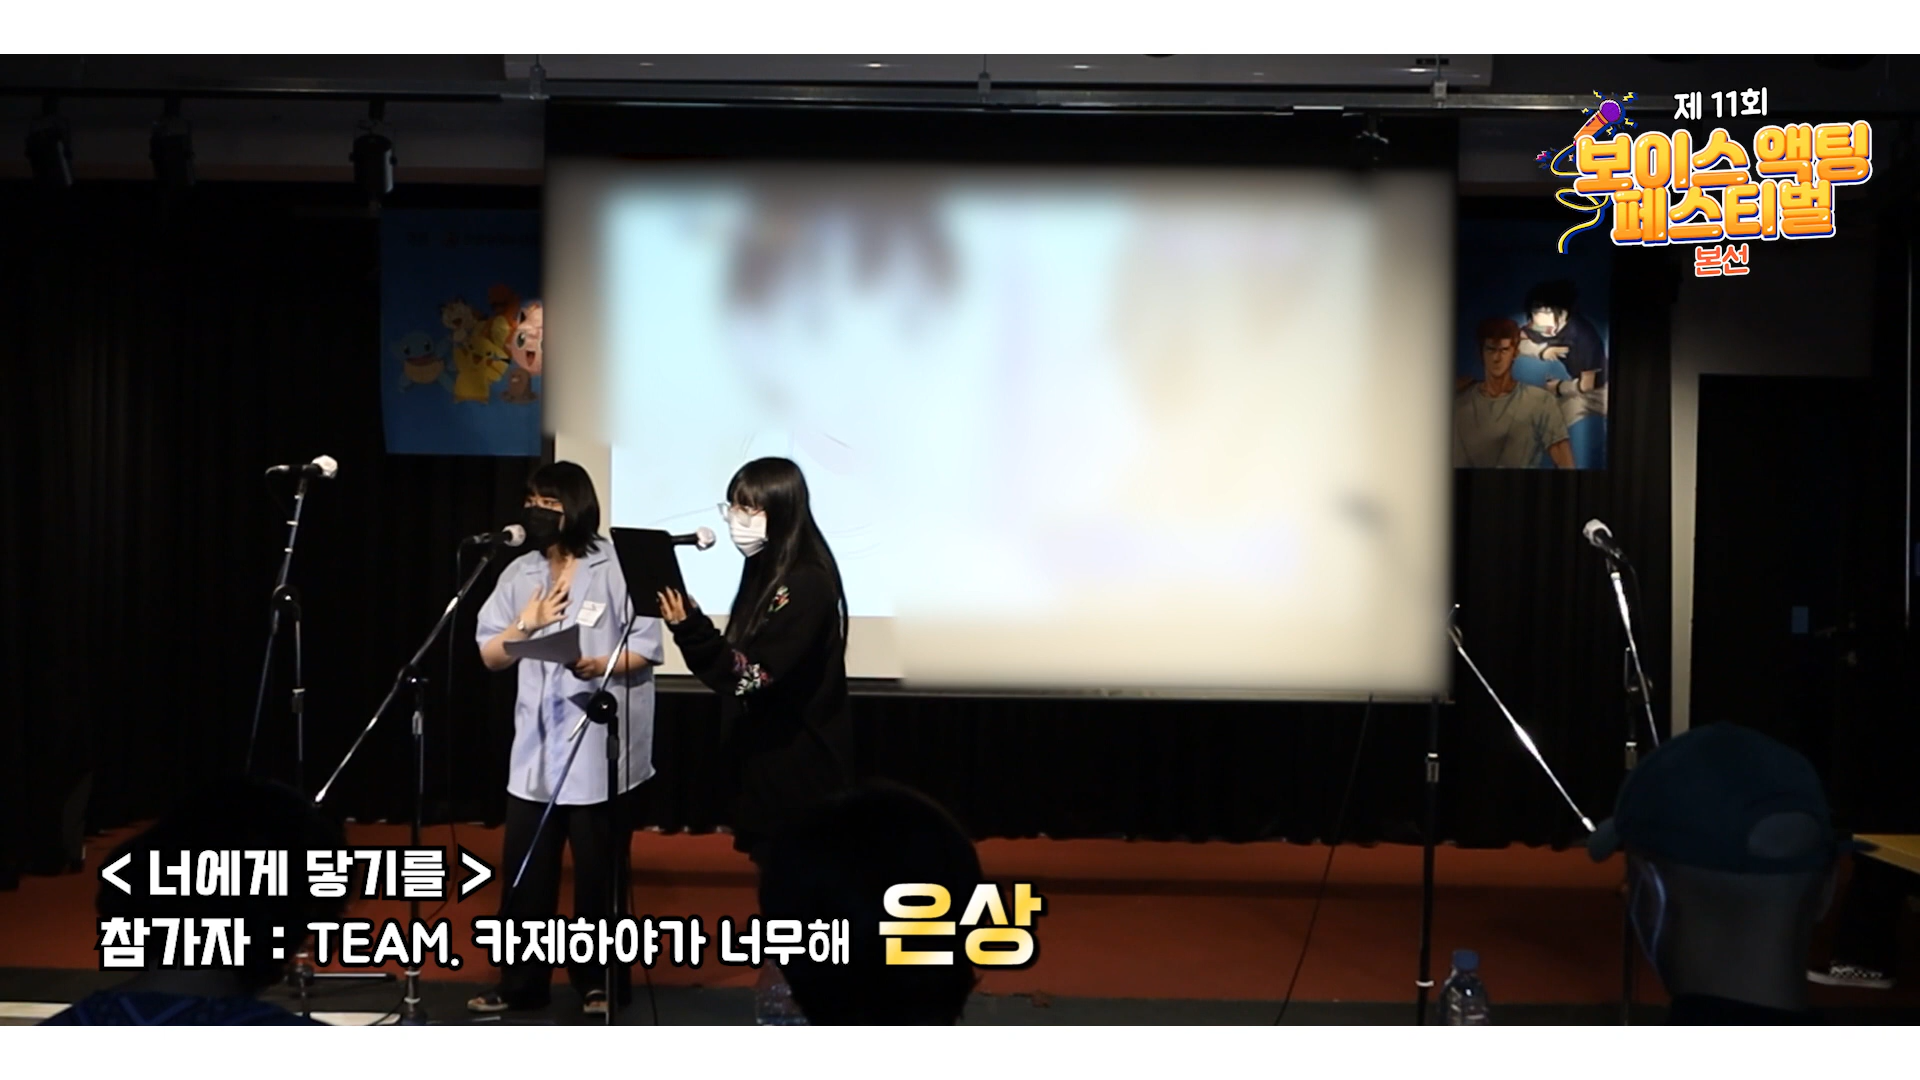 제 11회
보이스 액팅
페스티벌
본선
< 너에게 닿기를 >
참가자 : TEAM. 카제하야가 너무해 은상